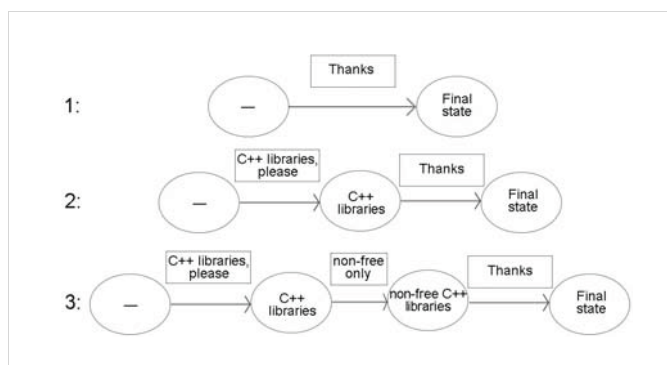 Thanks
1:
—
Final
state
C++ libraries,
please
Thanks
2:
—
C++
libraries
Final
state
C++ libraries,
please
non-free
only
Thanks
3:
—
C++
libraries
non-free C++
libraries
Final
state